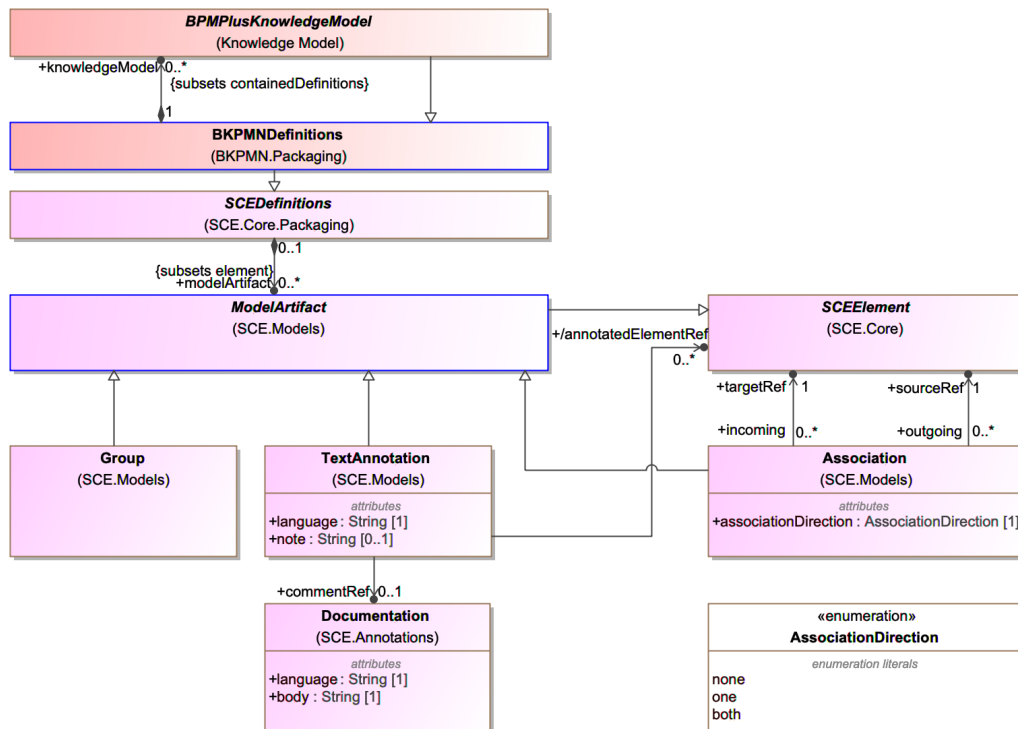 BPMPlusKnowledgeModel
(Knowledge Model)
+knowledgeModel 0..*
{subsets containedDefinitions}
1
BKPMNDefinitions
(BKPMN.Packaging)
SCEDefinitions
(SCE.Core.Packaging)
0..1
{subsets element}
+modelArtifact 0..*
ModelArtifact
(SCE.Models)
SCEElement
(SCE.Core)
+/annotatedElementRef
0..*
+targetRef 1
+sourceRef 1
+incoming 0..*
+outgoing 0..*
Group
(SCE.Models)
TextAnnotation
(SCE.Models)
attributes
+language : String [1]
+note : String [0..1]
Association
(SCE.Models)
attributes
+associationDirection : AssociationDirection [1]
+commentRef 0..1
Documentation
(SCE.Annotations)
attributes
+language : String [1]
+body : String [1]
«enumeration»
AssociationDirection
enumeration literals
none
one
both